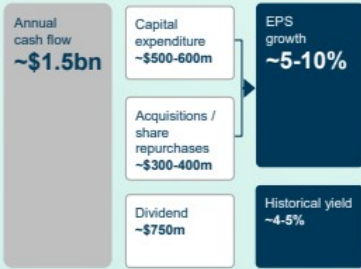 Annual
cash flow
~$1.5bn
Capital
expenditure
~$500-600m
Acquisitions /
share
repurchases
~$300-400m
Dividend
~$750m
EPS
growth
~5-10%
Historical yield
~4-5%